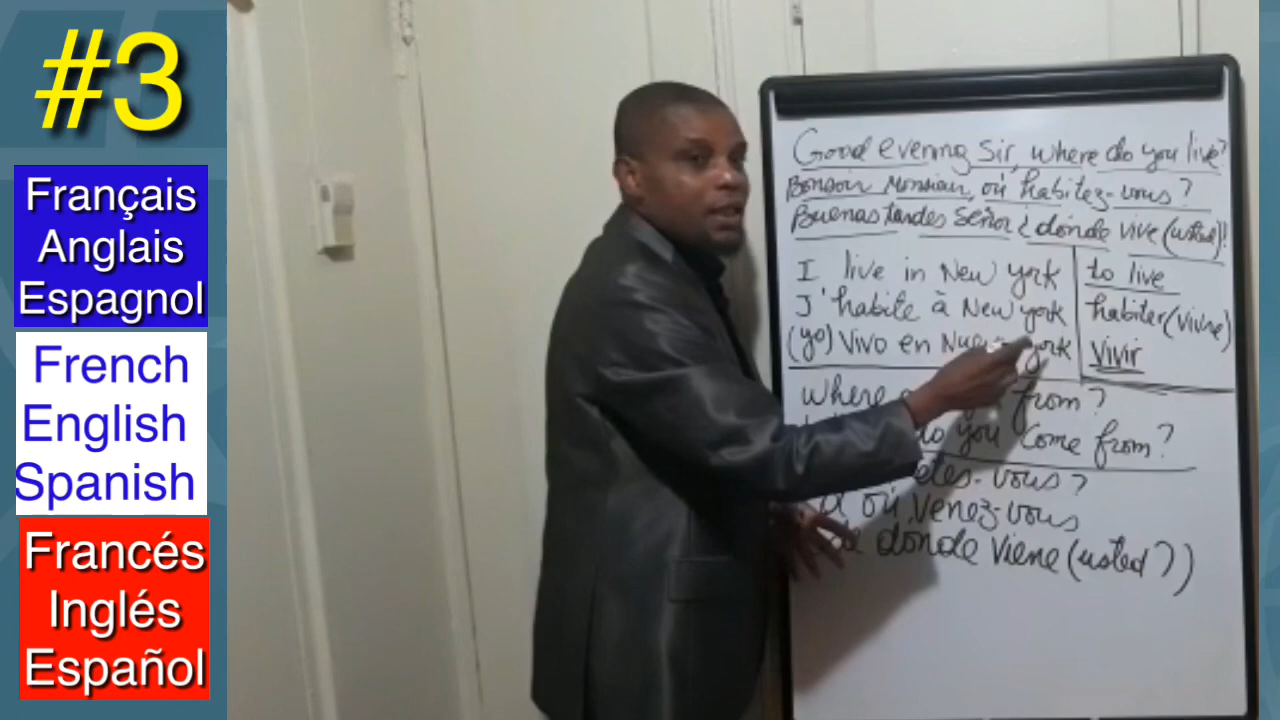 #3
Français
Anglais
Espagnol
French
English
Spanish
Francés
Inglés
Español
Good evening Sir, where do you live?
Bonsoir Monsieur, où habitez-vous?
Buenas tardes Señor ¿ dónde vive (usted)!
I live in New york
J'habite à New york
(yo) Vivo en york
to live
habiter (vivre)
Vivir
where from?
do you Come from?
êtes-vous?
d' où venez-vous
de dónde viene (usted?))